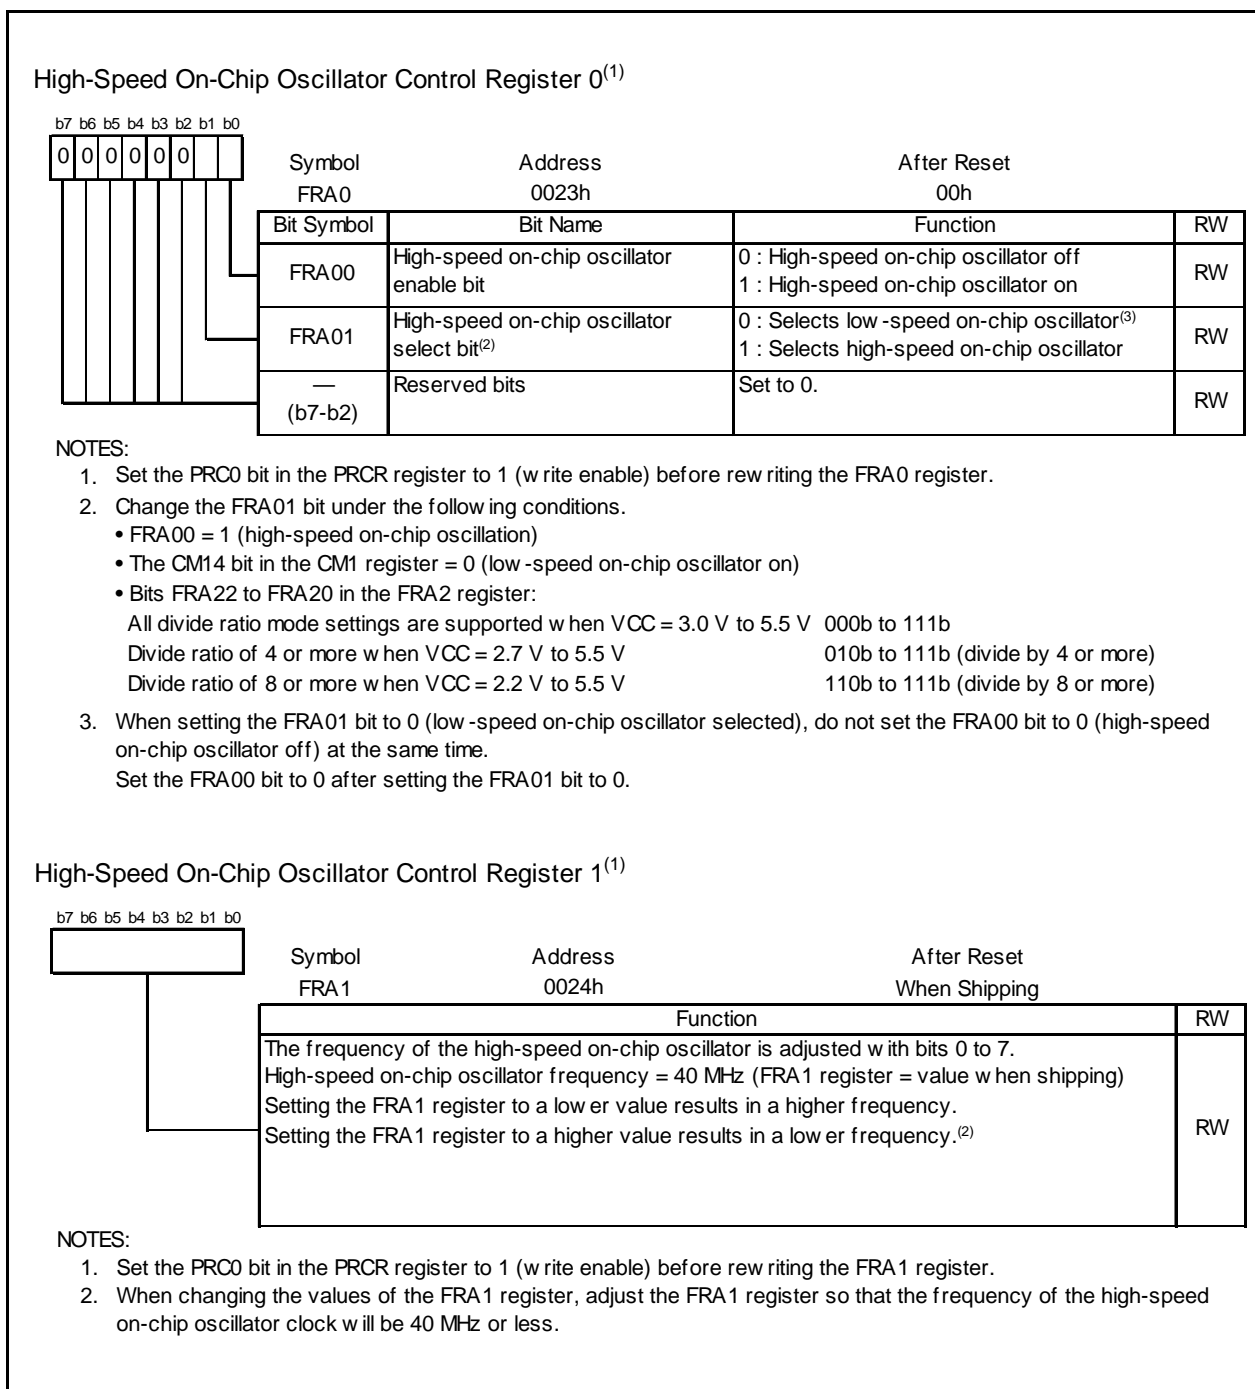 High-Speed On-Chip Oscillator Control Register 0(1)
b7 b6 b5 b4 b3 b2 b1 b0
0 0 0 0 0 0
Symbol Address After Reset
FRA0 0023h 00h
Bit Symbol Bit Name Function RW
FRA00 High-speed on-chip oscillator enable bit 0 : High-speed on-chip oscillator off 1 : High-speed on-chip oscillator on RW
FRA01 High-speed on-chip oscillator select bit(2) 0 : Selects low-speed on-chip oscillator(3) 1 : Selects high-speed on-chip oscillator RW
— (b7-b2) Reserved bits Set to 0. RW
NOTES:
1. Set the PRC0 bit in the PRCR register to 1 (write enable) before rewriting the FRA0 register.
2. Change the FRA01 bit under the following conditions.
• FRA00 = 1 (high-speed on-chip oscillation)
• The CM14 bit in the CM1 register = 0 (low-speed on-chip oscillator on)
• Bits FRA22 to FRA20 in the FRA2 register:
All divide ratio mode settings are supported when VCC = 3.0 V to 5.5 V 000b to 111b
Divide ratio of 4 or more when VCC = 2.7 V to 5.5 V 010b to 111b (divide by 4 or more)
Divide ratio of 8 or more when VCC = 2.2 V to 5.5 V 110b to 111b (divide by 8 or more)
3. When setting the FRA01 bit to 0 (low-speed on-chip oscillator selected), do not set the FRA00 bit to 0 (high-speed
on-chip oscillator off) at the same time.
Set the FRA00 bit to 0 after setting the FRA01 bit to 0.
High-Speed On-Chip Oscillator Control Register 1(1)
b7 b6 b5 b4 b3 b2 b1 b0
Symbol Address After Reset
FRA1 0024h When Shipping
Function RW
The frequency of the high-speed on-chip oscillator is adjusted with bits 0 to 7.
High-speed on-chip oscillator frequency = 40 MHz (FRA1 register = value when shipping)
Setting the FRA1 register to a lower value results in a higher frequency.
Setting the FRA1 register to a higher value results in a lower frequency.(2) RW
NOTES:
1. Set the PRC0 bit in the PRCR register to 1 (write enable) before rewriting the FRA1 register.
2. When changing the values of the FRA1 register, adjust the FRA1 register so that the frequency of the high-speed
on-chip oscillator clock will be 40 MHz or less.